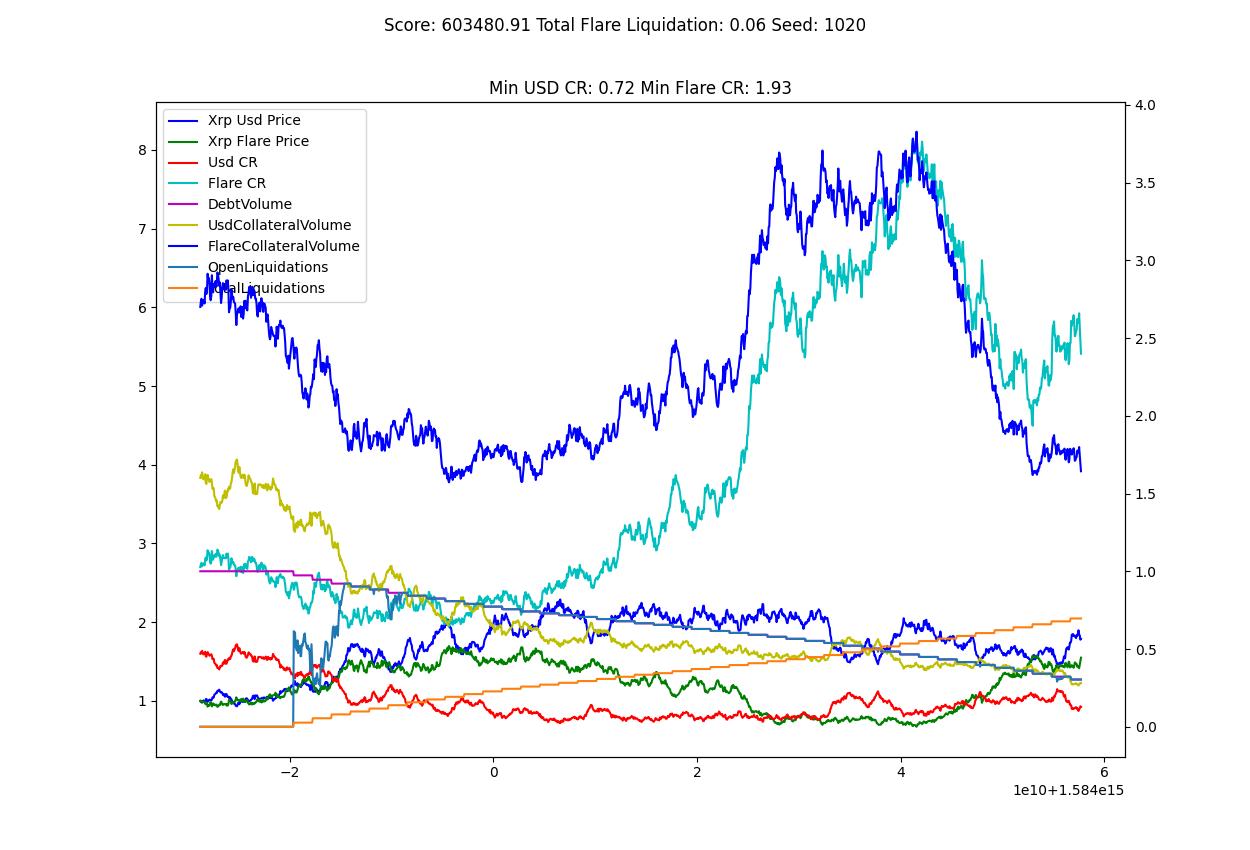 Score: 603480.91 Total Flare Liquidation: 0.06 Seed: 1020
Min USD CR: 0.72 Min Flare CR: 1.93
Xrp Usd Price
Xrp Flare Price
Usd CR
Flare CR
DebtVolume
UsdCollateralVolume
FlareCollateralVolume
OpenLiquidations
TotalLiquidations
8
7
6
5
4
3
2
1
4.0
3.5
3.0
2.5
2.0
1.5
1.0
0.5
0.0
−2
0
2
4
6
1e10+1.584e15